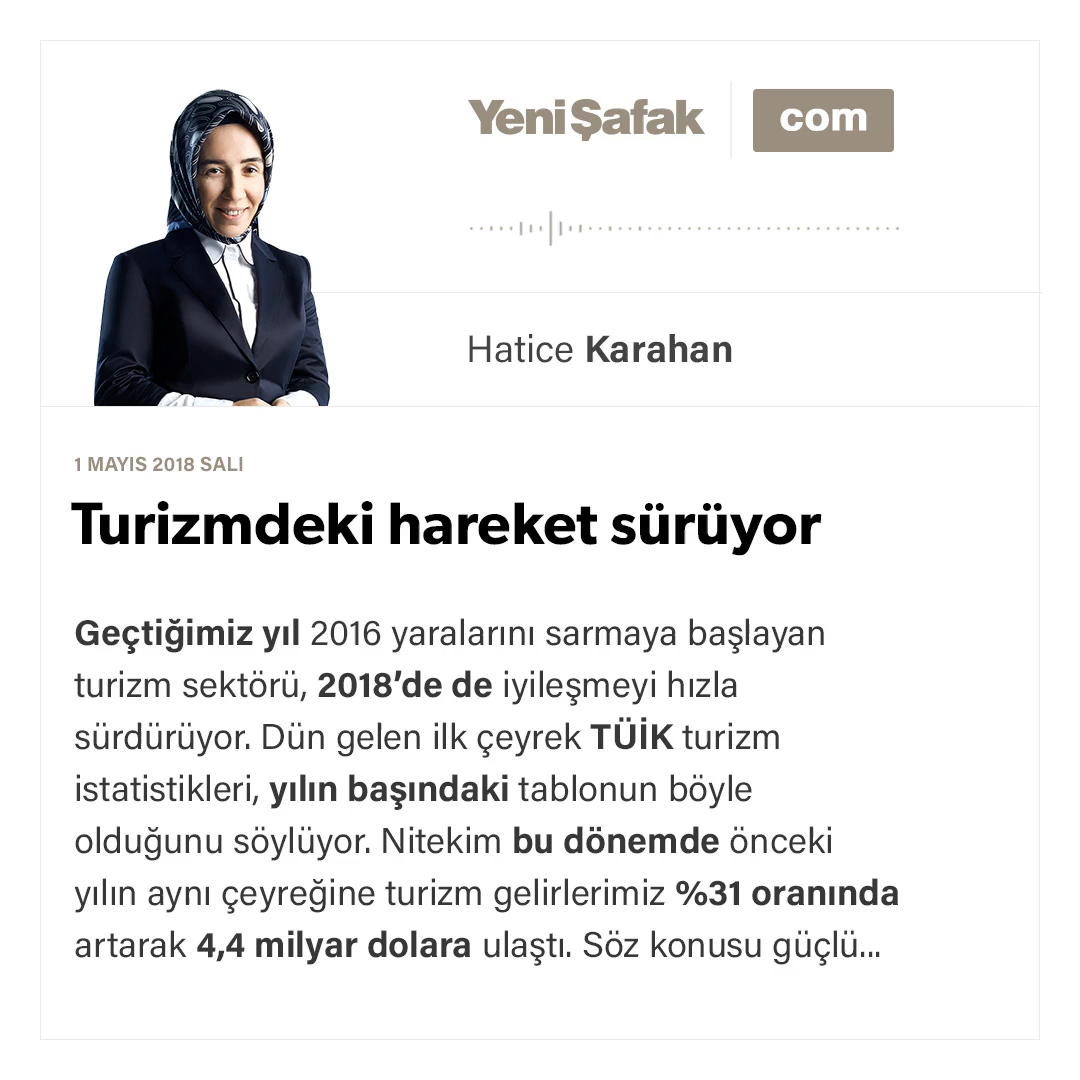 YeniŞafak com
Hatice Karahan
1 MAYIS 2018 SALI
Turizmdeki hareket sürüyor
Geçtiğimiz yıl 2016 yaralarını sarmaya başlayan
turizm sektörü, 2018’de de iyileşmeyi hızla
sürdürüyor. Dün gelen ilk çeyrek TÜİK turizm
istatistikleri, yılın başındaki tablonun böyle
olduğunu söylüyor. Nitekim bu dönemde önceki
yılın aynı çeyreğine turizm gelirlerimiz %31 oranında
artarak 4,4 milyar dolara ulaştı. Söz konusu güçlü...